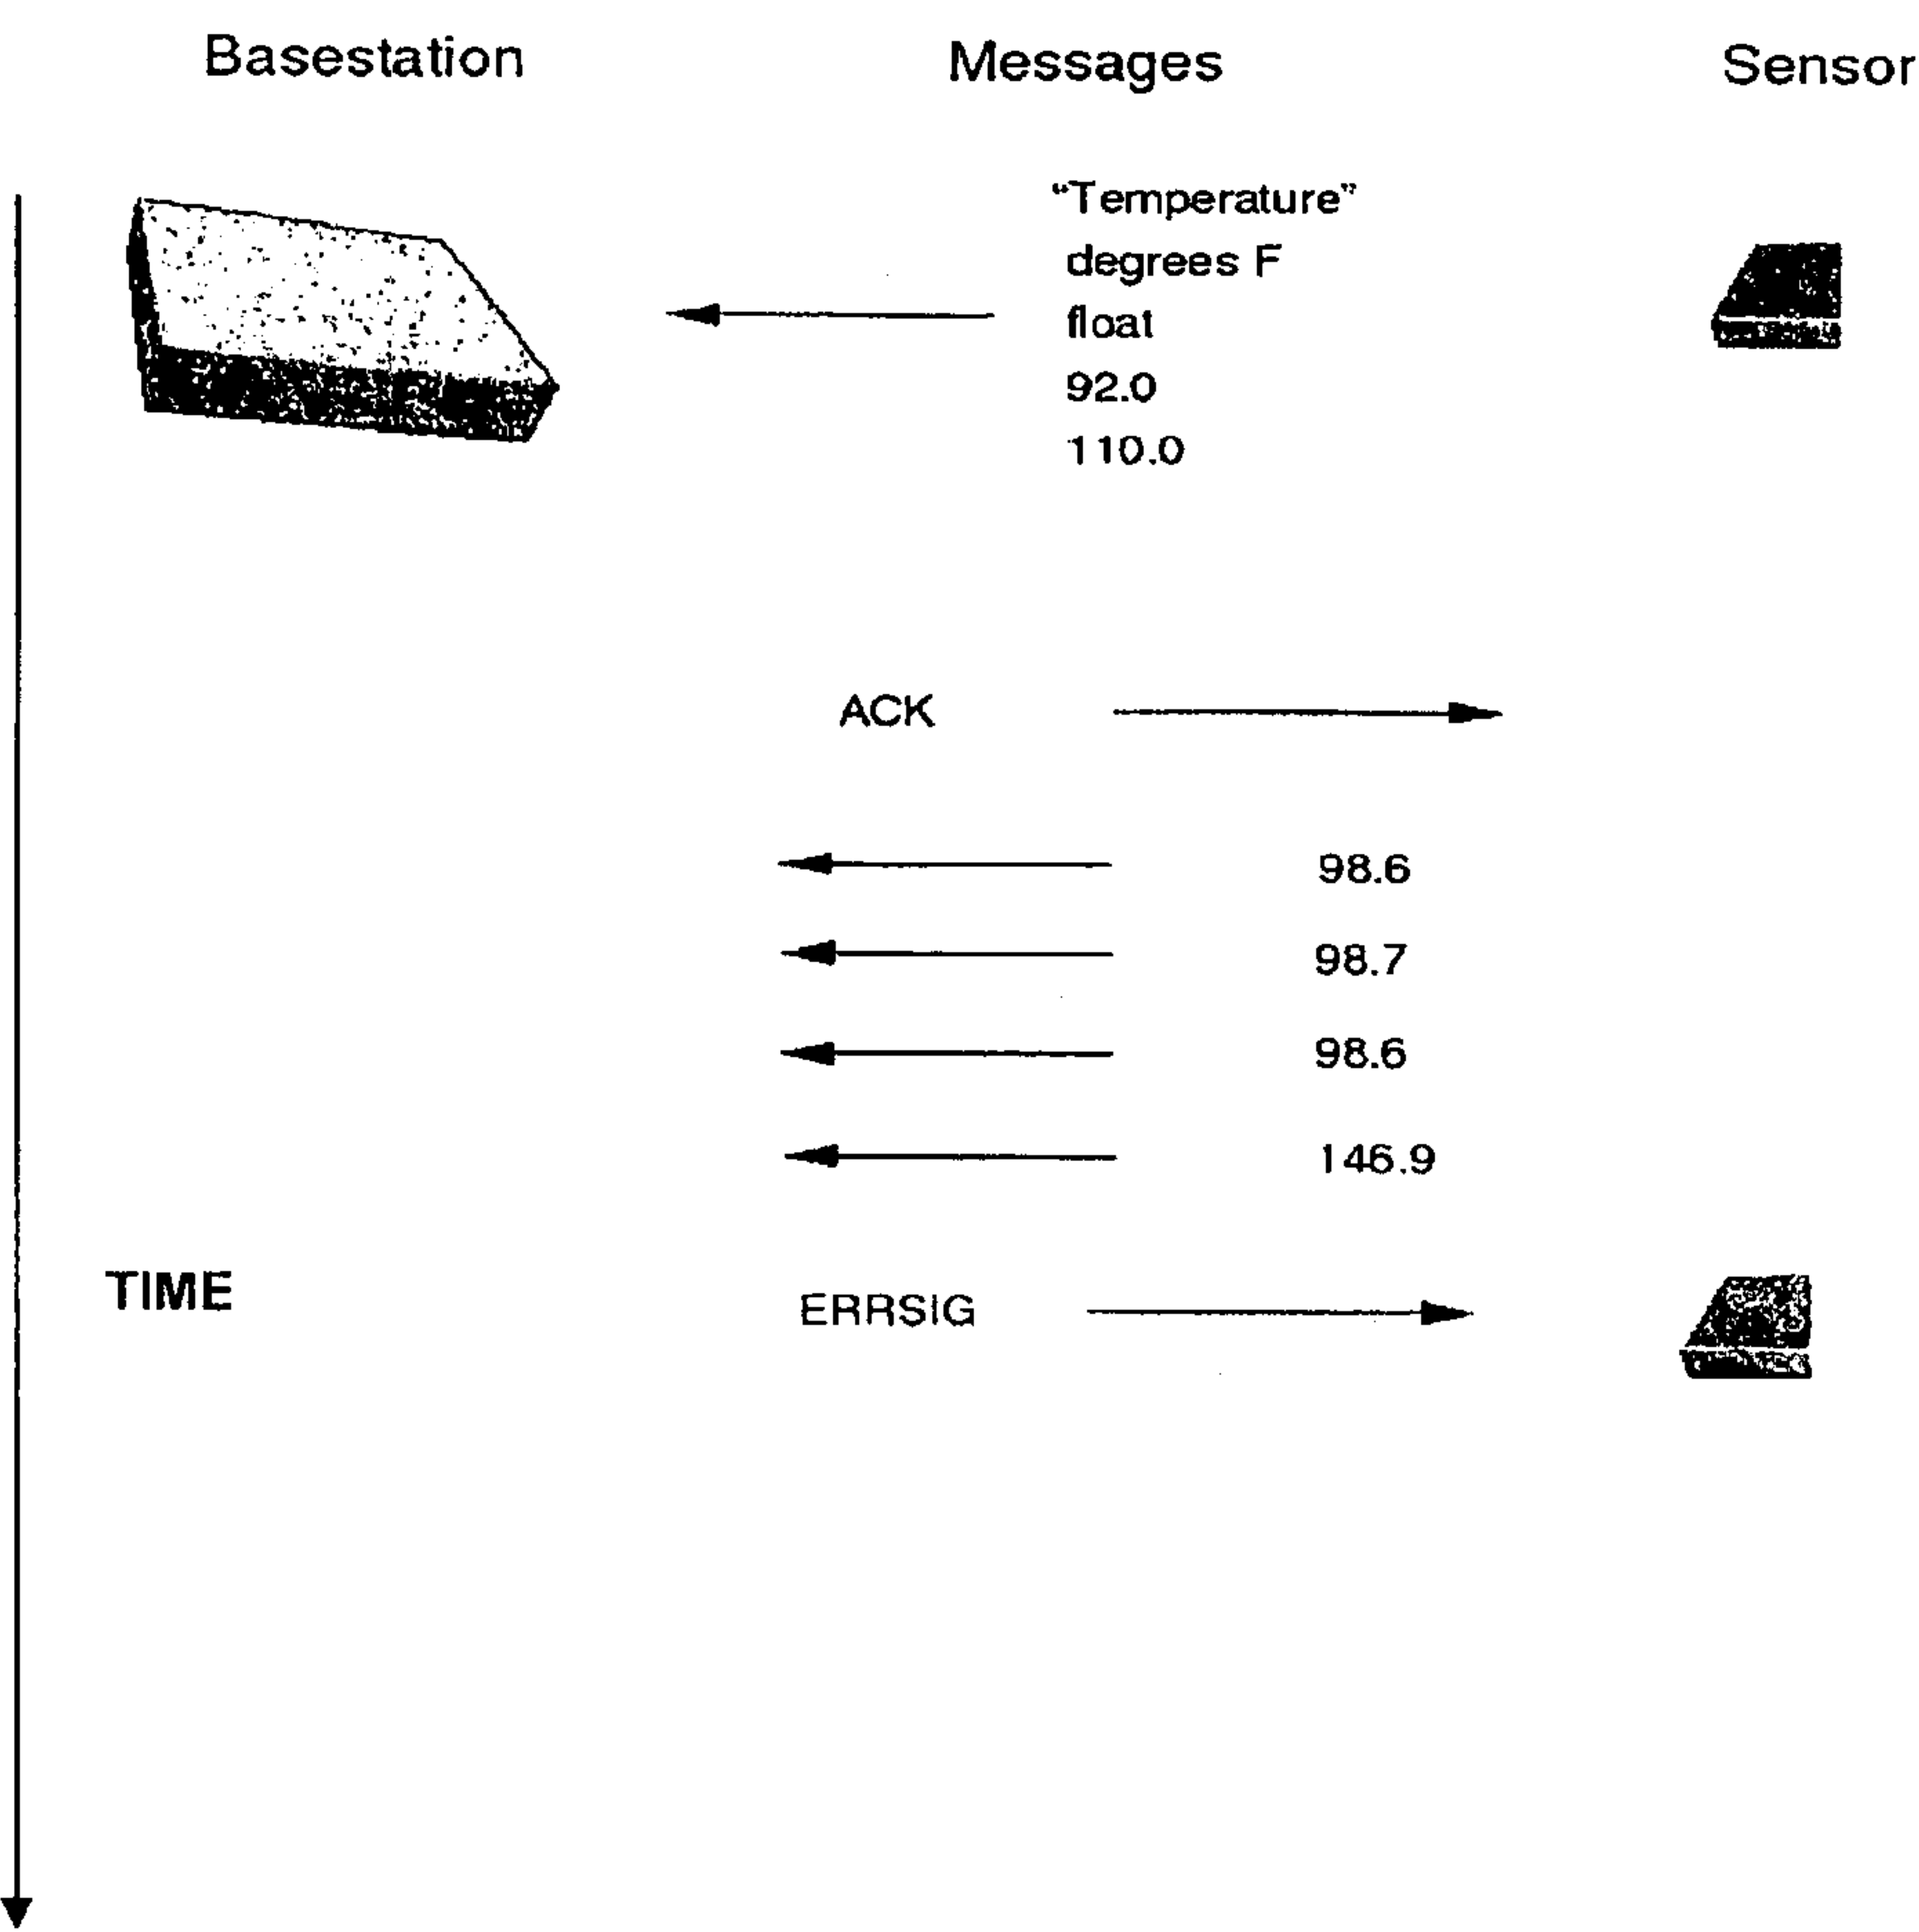 Basestation Messages Sensor
“Temperature”
degrees F
float
92.0
110.0
ACK
98.6
98.7
98.6
146.9
TIME
ERRSIG